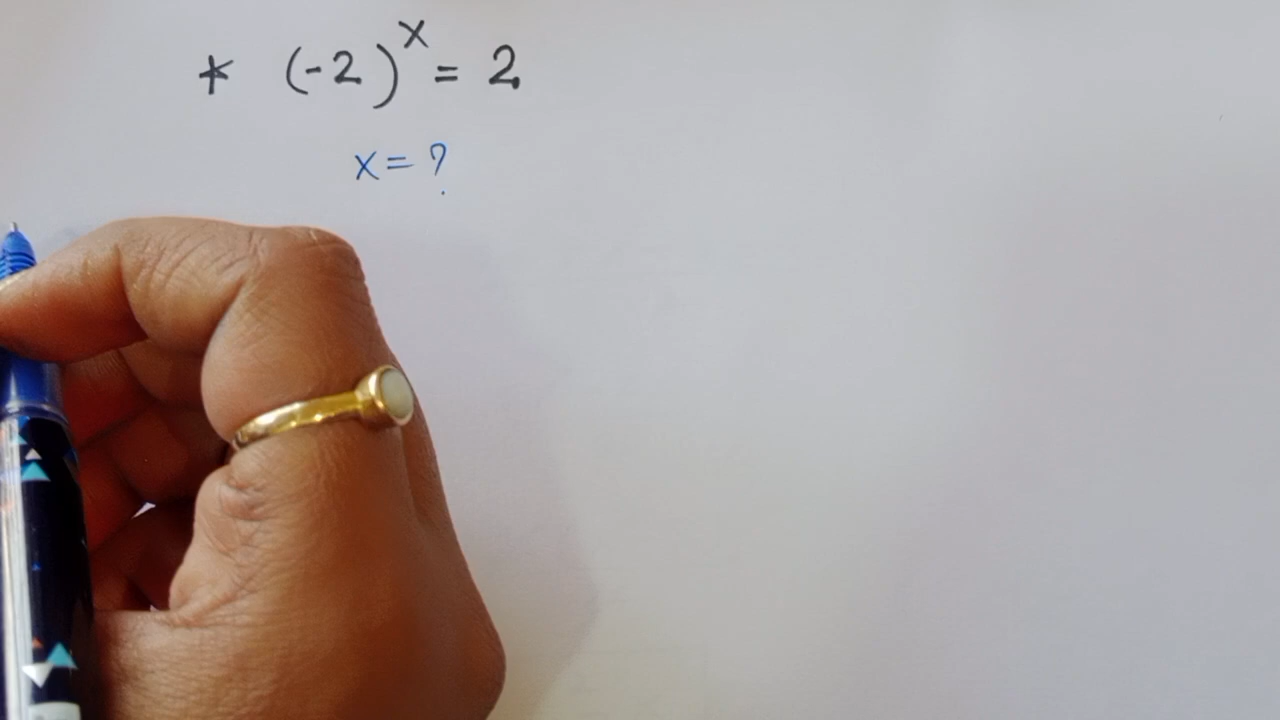 * (-2)^x = 2
x = ?